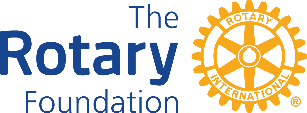 The
Rotary
Foundation
ROTARY
INTERNATIONAL
®